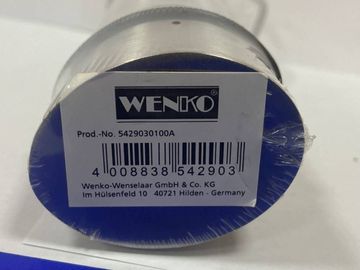 WENKO®
Prod.-No. 5429030100A
4 008838 542903
Wenko-Wenselaar GmbH & Co. KG
Im Hülsenfeld 10 40721 Hilden - Germany